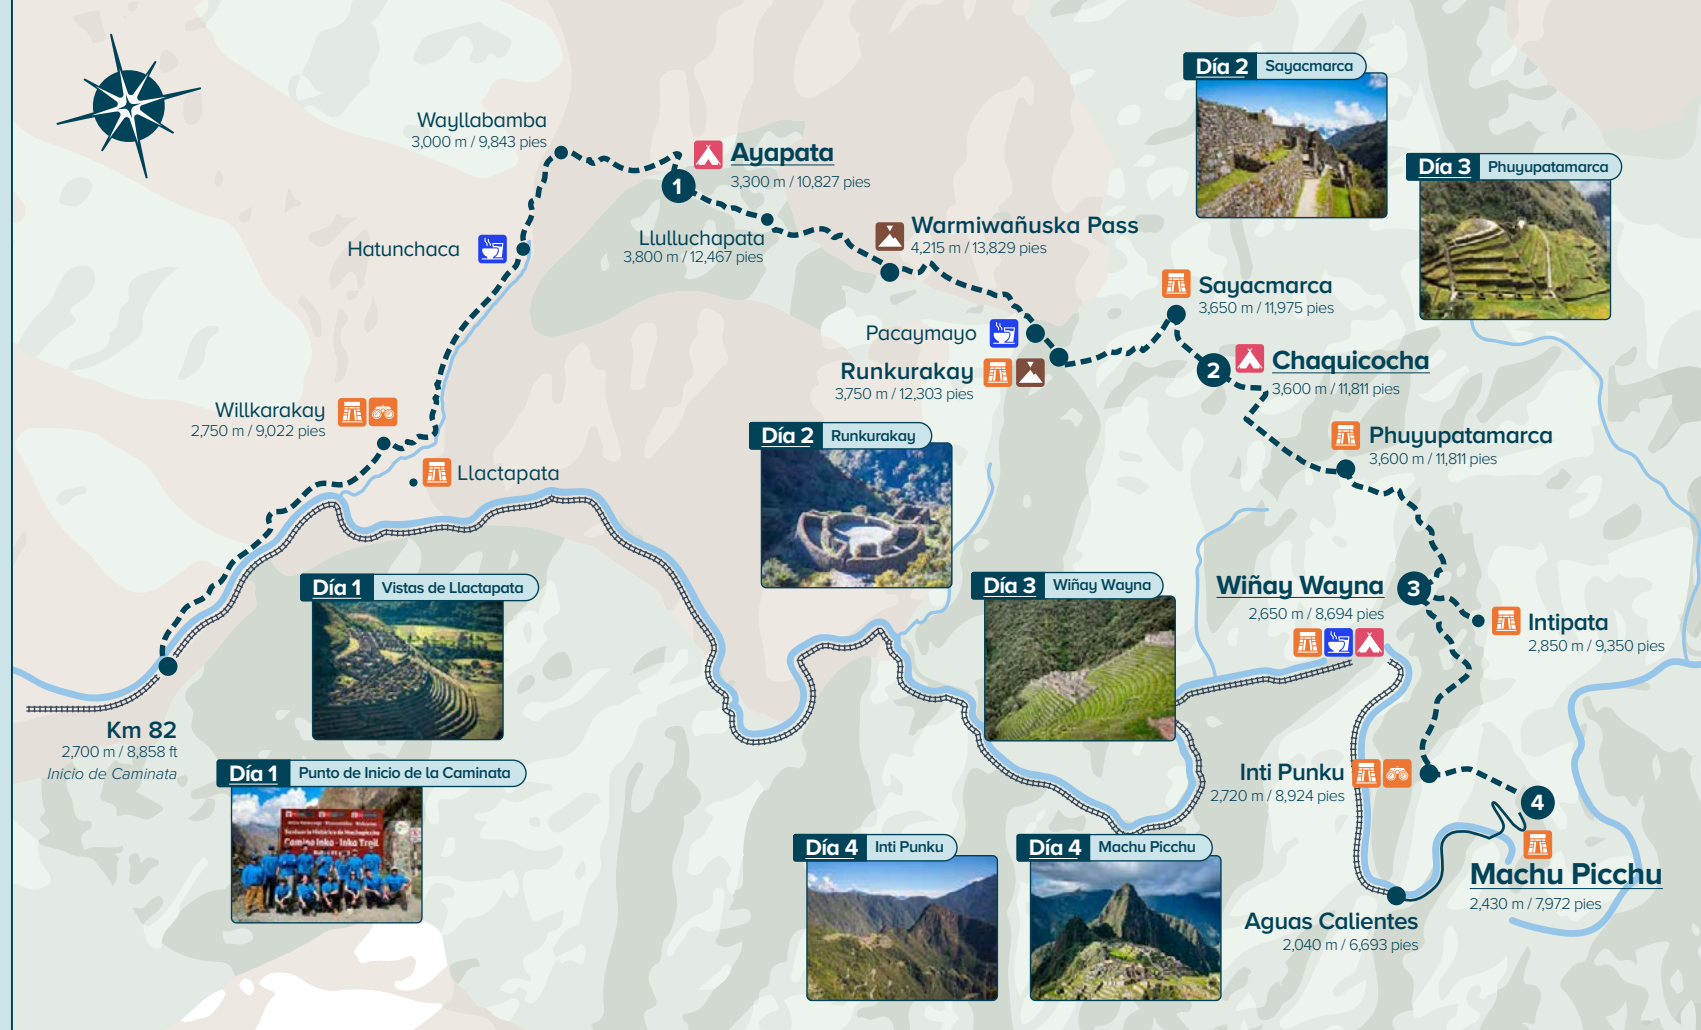 Día 2 Sayacmarca
Día 3 Phuyupatamarca
Wayllabamba
3,000 m / 9,843 pies
Ayapata
3,300 m / 10,827 pies
1
Hatunchaca
Llulluchapata
3,800 m / 12,467 pies
Warmiwañuska Pass
4,215 m / 13,829 pies
Sayacmarca
3,650 m / 11,975 pies
Pacaymayo
Runkurakay
3,750 m / 12,303 pies
2
Chaquicocha
3,600 m / 11,811 pies
Willkarakay
2,750 m / 9,022 pies
Llactapata
Día 2 Runkurakay
Phuyupatamarca
3,600 m / 11,811 pies
Día 1 Vistas de Llactapata
Día 3 Wiñay Wayna
Wiñay Wayna
2,650 m / 8,694 pies
3
Intipata
2,850 m / 9,350 pies
Km 82
2,700 m / 8,858 ft
Inicio de Caminata
Día 1 Punto de Inicio de la Caminata
Camino Inka - Inka Trail
Inti Punku
2,720 m / 8,924 pies
4
Día 4 Inti Punku
Día 4 Machu Picchu
Machu Picchu
2,430 m / 7,972 pies
Aguas Calientes
2,040 m / 6,693 pies